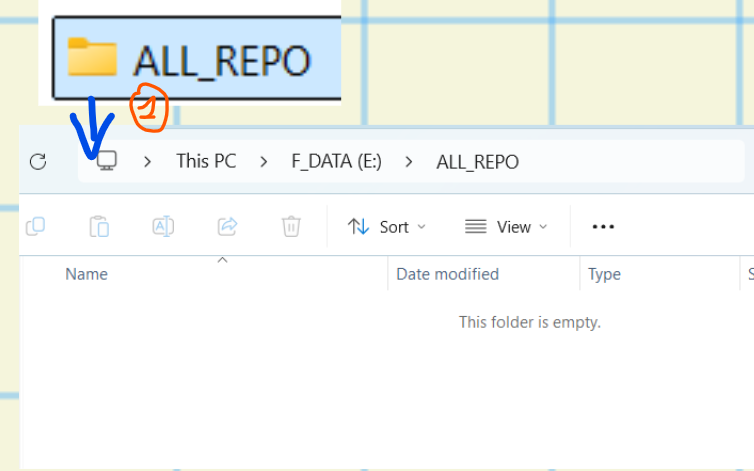 ALL_REPO
1
This PC > F_DATA (E:) > ALL_REPO
Sort View
Name Date modified Type S
This folder is empty.